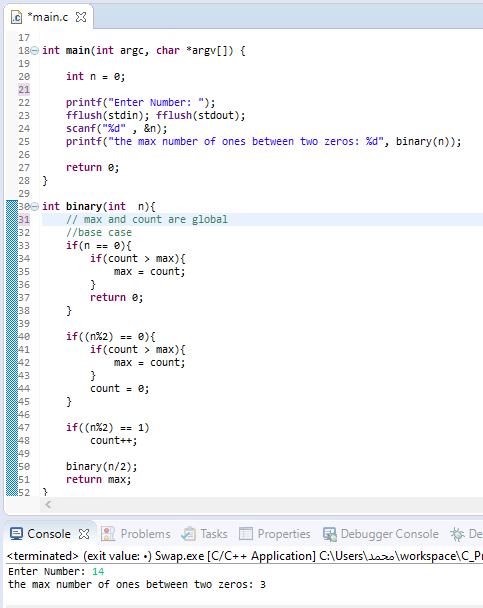 *main.c
17
18 int main(int argc, char *argv[]) {
19
20     int n = 0;
21
22     printf("Enter Number: ");
23     fflush(stdin); fflush(stdout);
24     scanf("%d" , &n);
25     printf("the max number of ones between two zeros: %d", binary(n));
26
27     return 0;
28 }
29
30 int binary(int  n){
31     // max and count are global
32     //base case
33     if(n == 0){
34         if(count > max){
35             max = count;
36         }
37         return 0;
38     }
39
40     if((n%2) == 0){
41         if(count > max){
42             max = count;
43         }
44         count = 0;
45     }
46
47     if((n%2) == 1)
48         count++;
49
50     binary(n/2);
51     return max;
52 }
Console Problems Tasks Properties Debugger Console De
<terminated> (exit value: •) Swap.exe [C/C++ Application] C:\Users\محمد\workspace\C_Pr
Enter Number: 14
the max number of ones between two zeros: 3